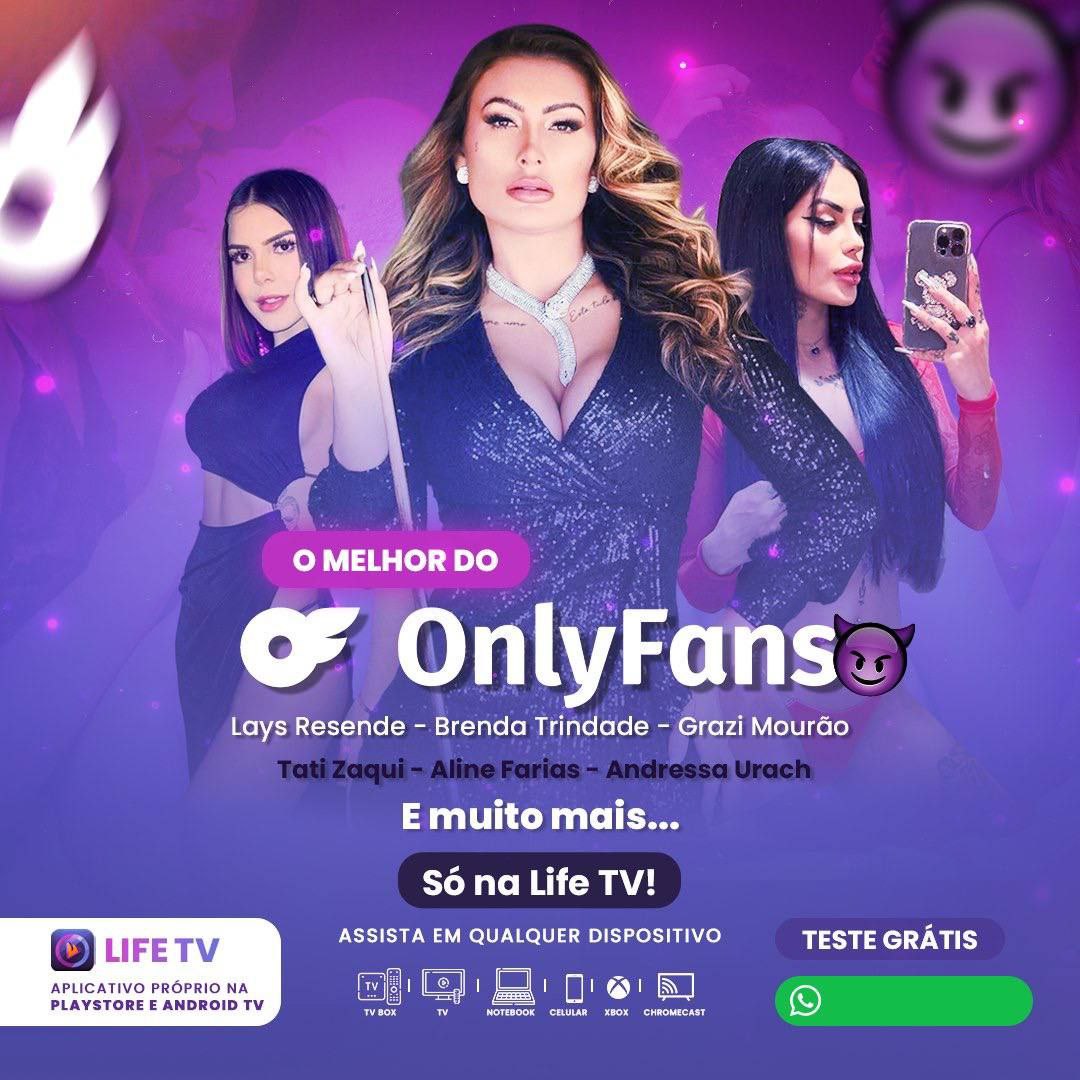 O MELHOR DO
OnlyFans
Lays Resende - Brenda Trindade - Grazi Mourão
Tati Zaqui - Aline Farias - Andressa Urach
E muito mais...
Só na Life TV!
LIFE TV
APLICATIVO PRÓPRIO NA
PLAYSTORE E ANDROID TV
ASSISTA EM QUALQUER DISPOSITIVO
TV
TV BOX
TV
NOTEBOOK
CELULAR
XBOX
CHROMECAST
TESTE GRÁTIS